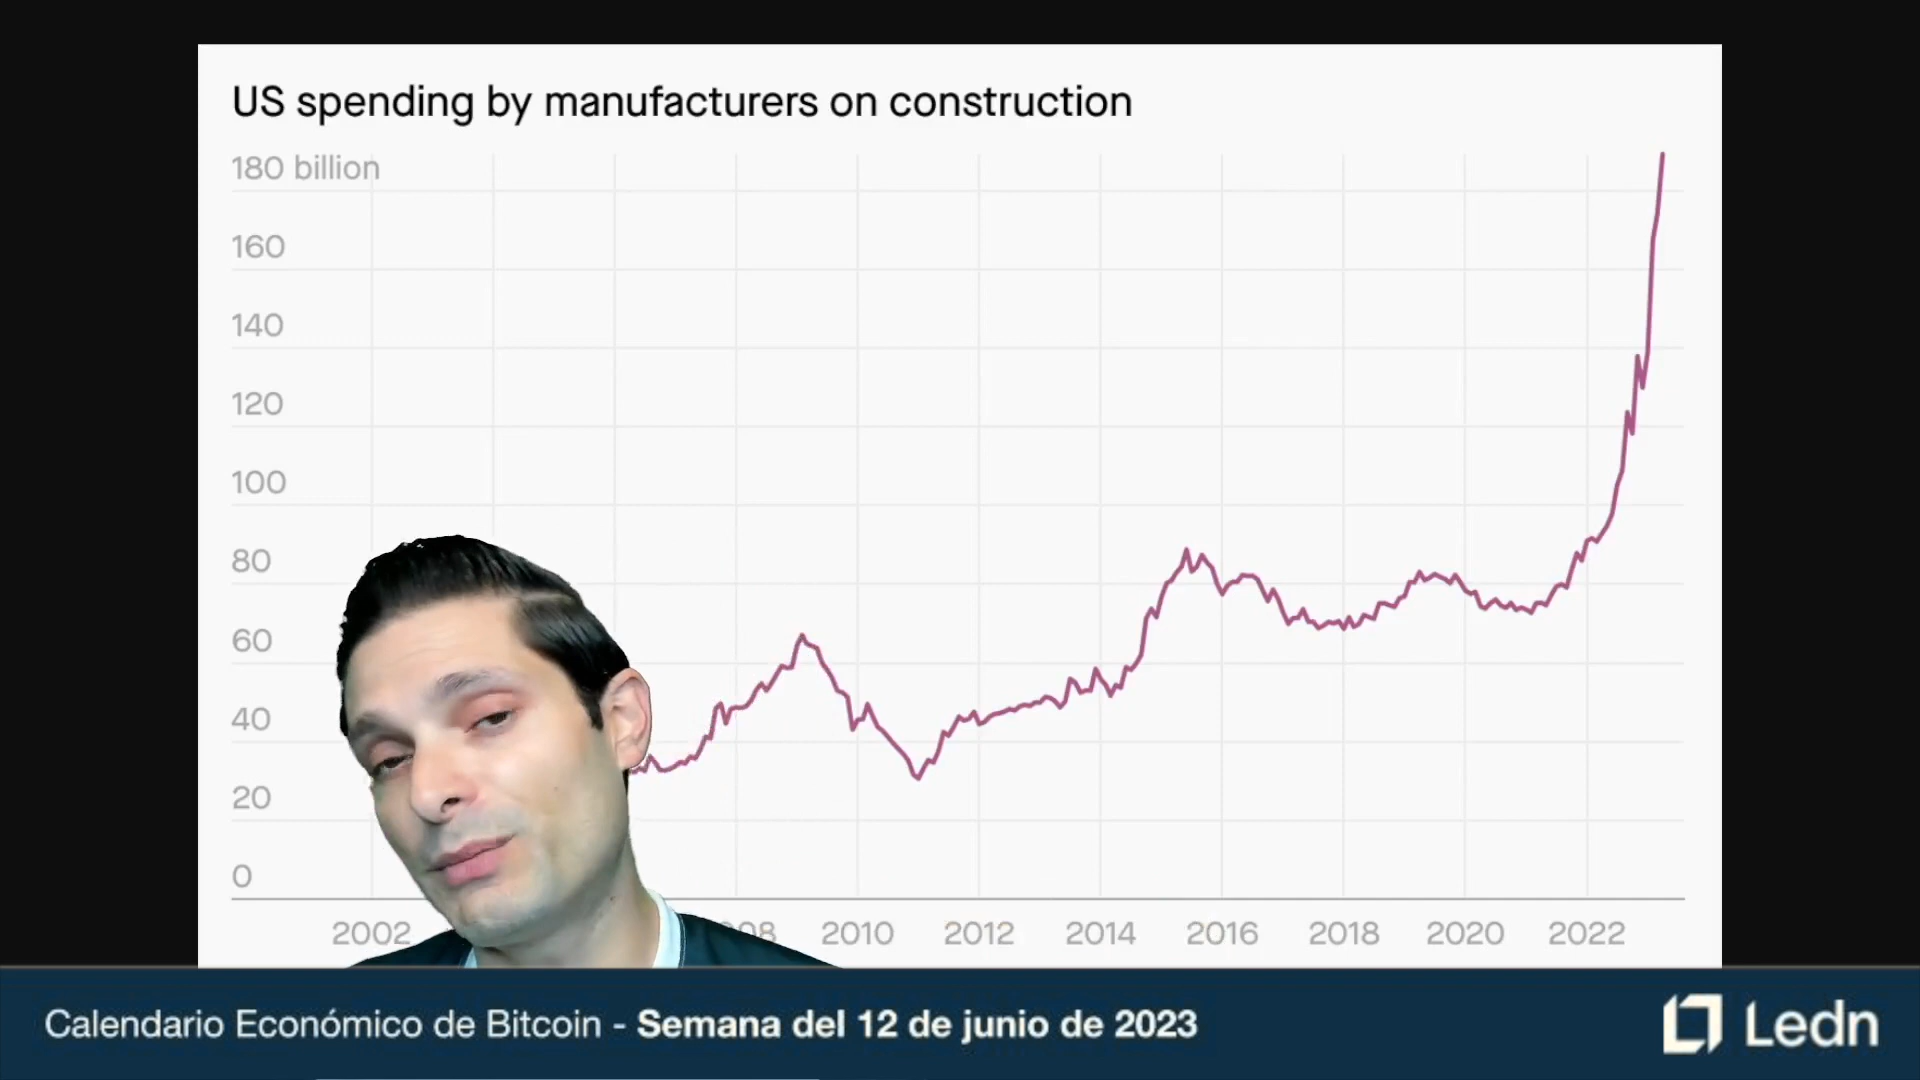 US spending by manufacturers on construction
180 billion
160
140
120
100
80
60
40
20
0
2002 2010 2012 2014 2016 2018 2020 2022
Calendario Económico de Bitcoin - Semana del 12 de junio de 2023
Ledn